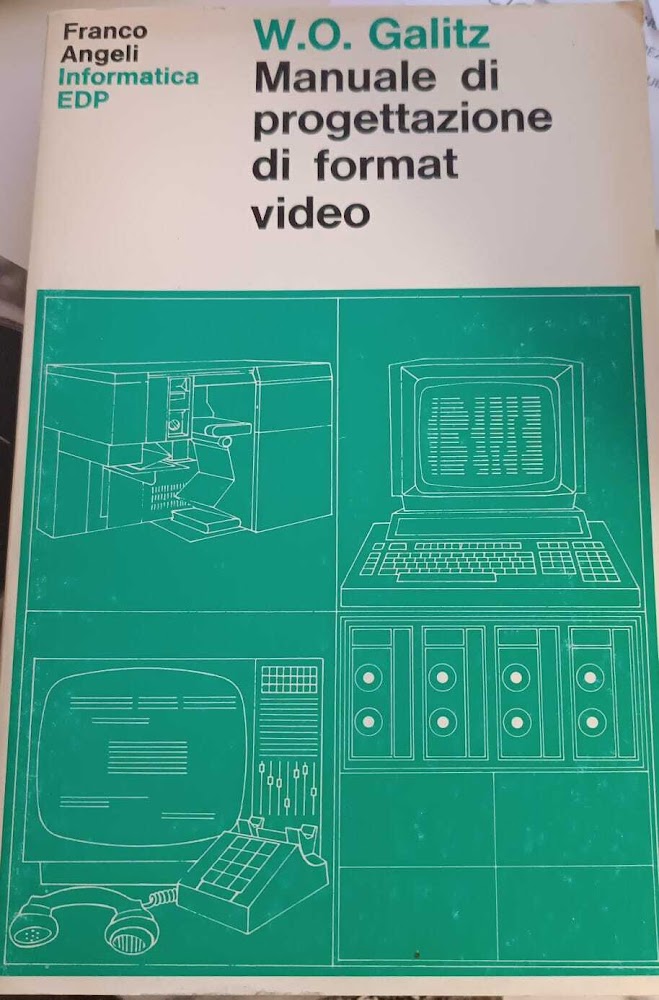 Franco
Angeli
Informatica
EDP
W.O. Galitz
Manuale di
progettazione
di format
video